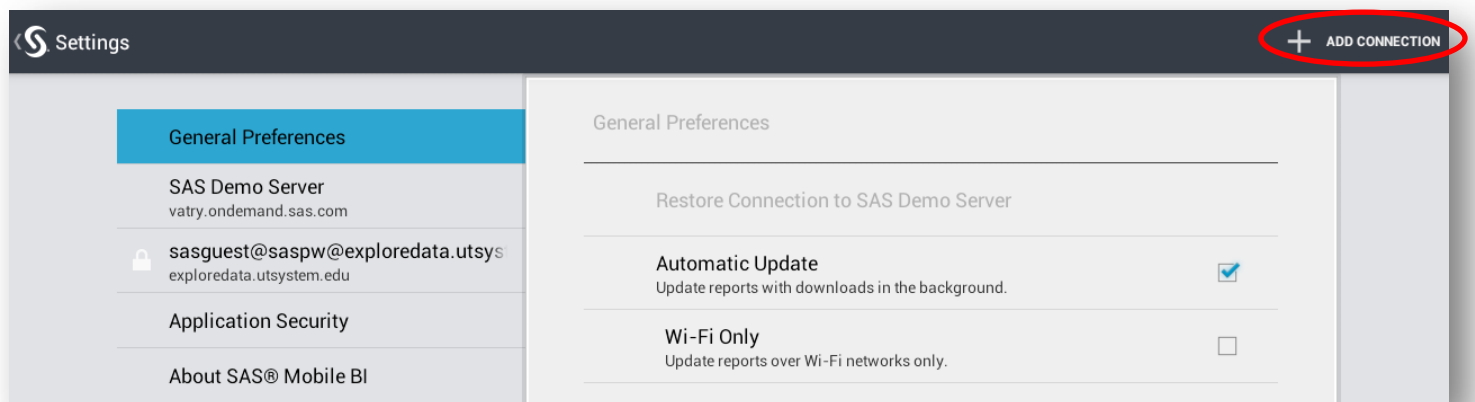 Settings
ADD CONNECTION
General Preferences
SAS Demo Server
vatry.ondemand.sas.com
sasguest@saspw@exploredata.utsys
exploredata.utsystem.edu
Application Security
About SAS® Mobile BI
General Preferences
Restore Connection to SAS Demo Server
Automatic Update
Update reports with downloads in the background.
Wi-Fi Only
Update reports over Wi-Fi networks only.